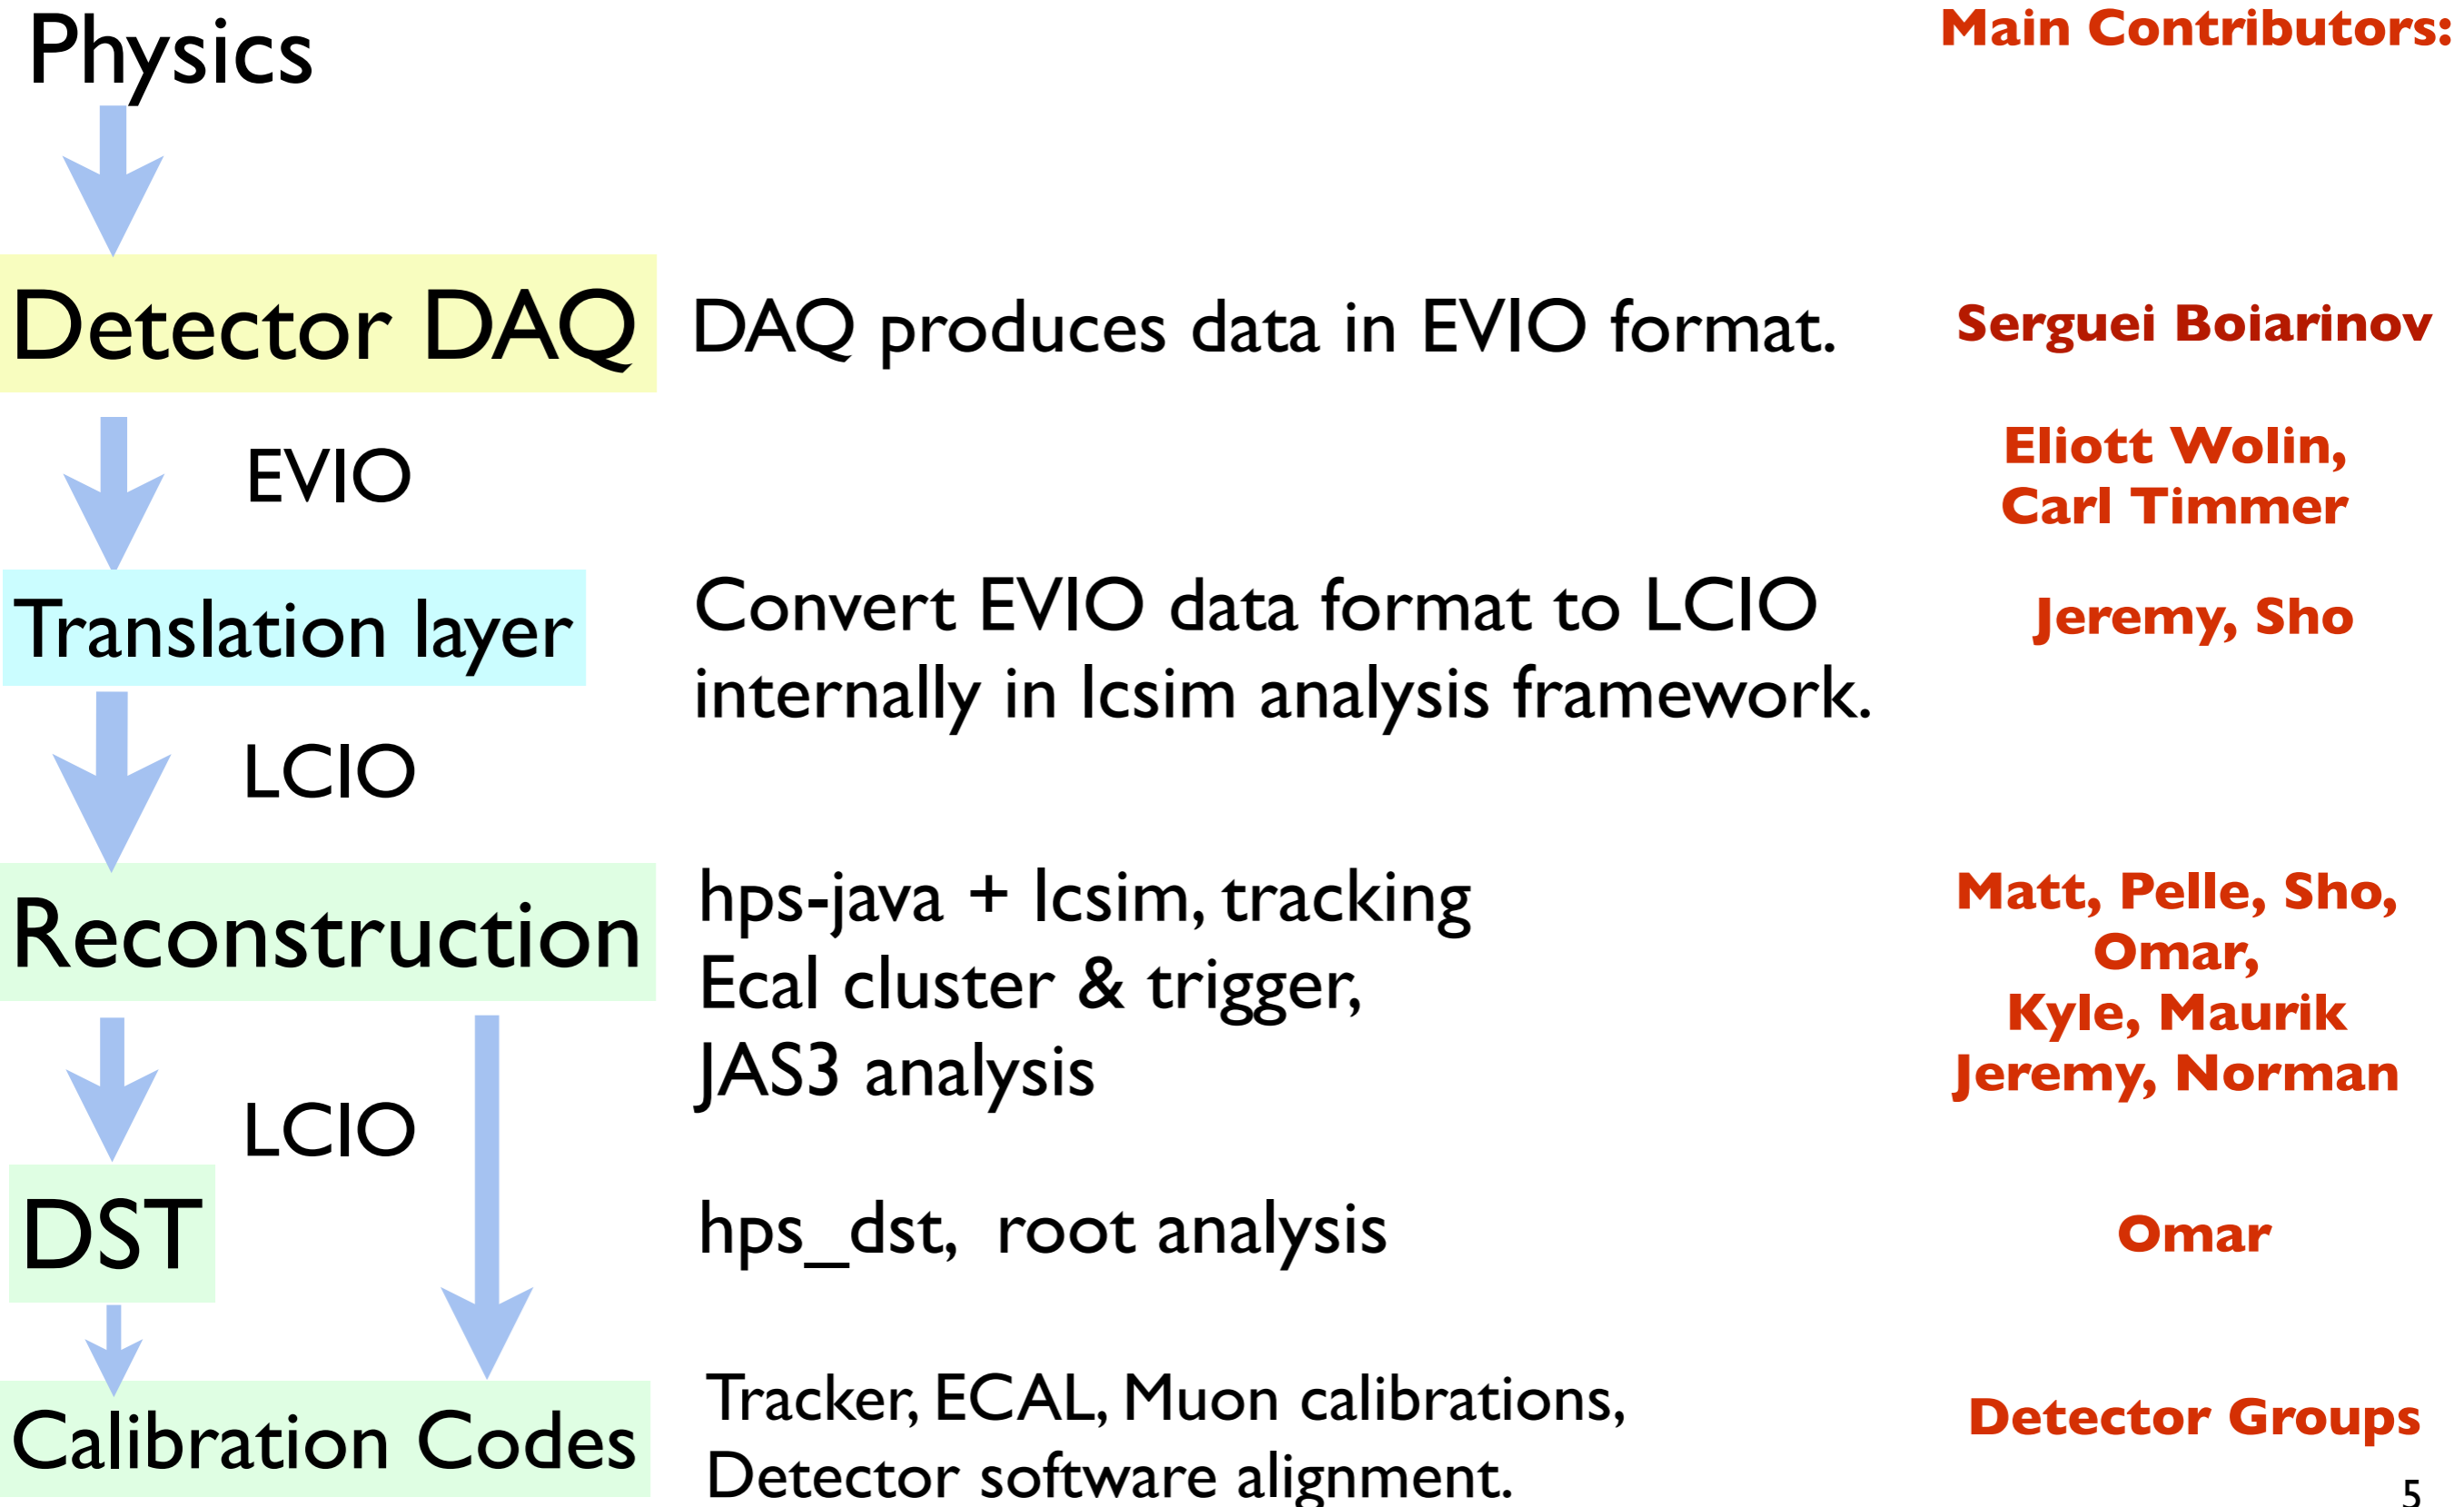 Physics
Main Contributors:
Detector DAQ
DAQ produces data in EVIO format.
Serguei Boiarinov
EVIO
Eliott Wolin,
Carl Timmer
Translation layer
Convert EVIO data format to LCIO
internally in lcsim analysis framework.
Jeremy, Sho
LCIO
Reconstruction
hps-java + lcsim, tracking
Ecal cluster & trigger,
JAS3 analysis
Matt, Pelle, Sho,
Omar,
Kyle, Maurik
Jeremy, Norman
LCIO
DST
hps_dst, root analysis
Omar
Calibration Codes
Tracker, ECAL, Muon calibrations,
Detector software alignment.
Detector Groups
5